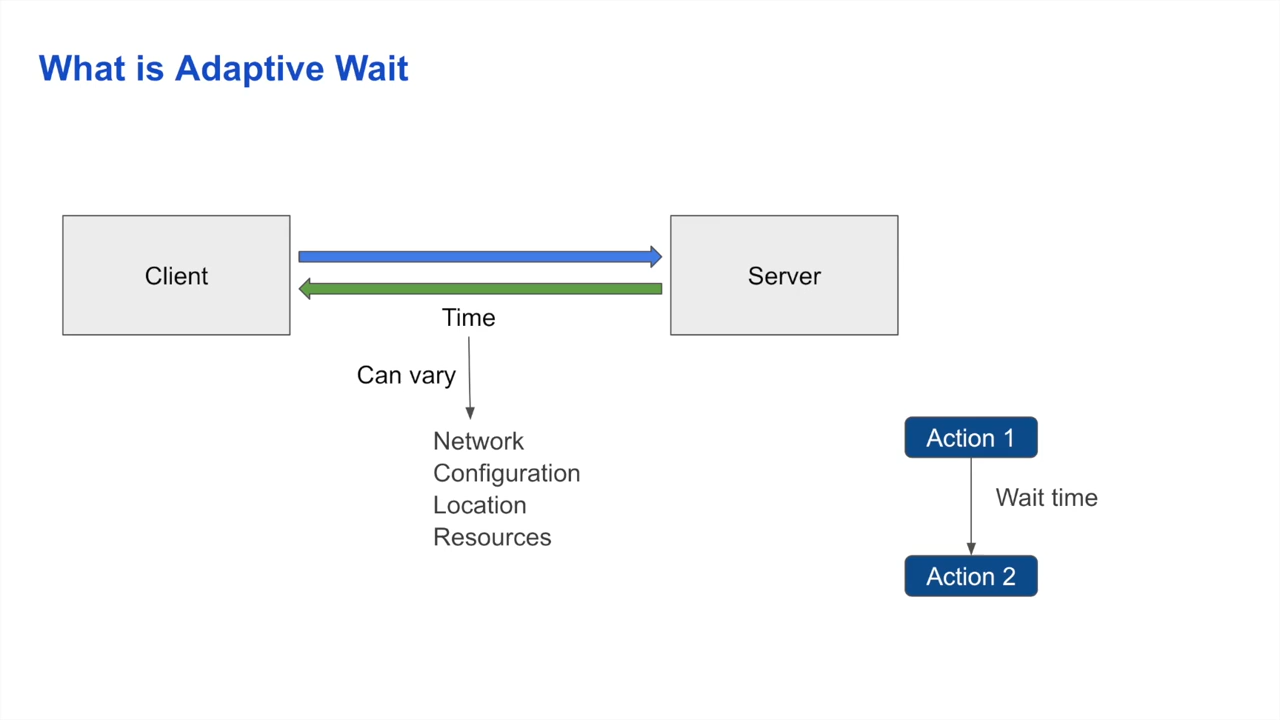 What is Adaptive Wait
Client
Server
Time
Can vary
Network
Configuration
Location
Resources
Action 1
Wait time
Action 2